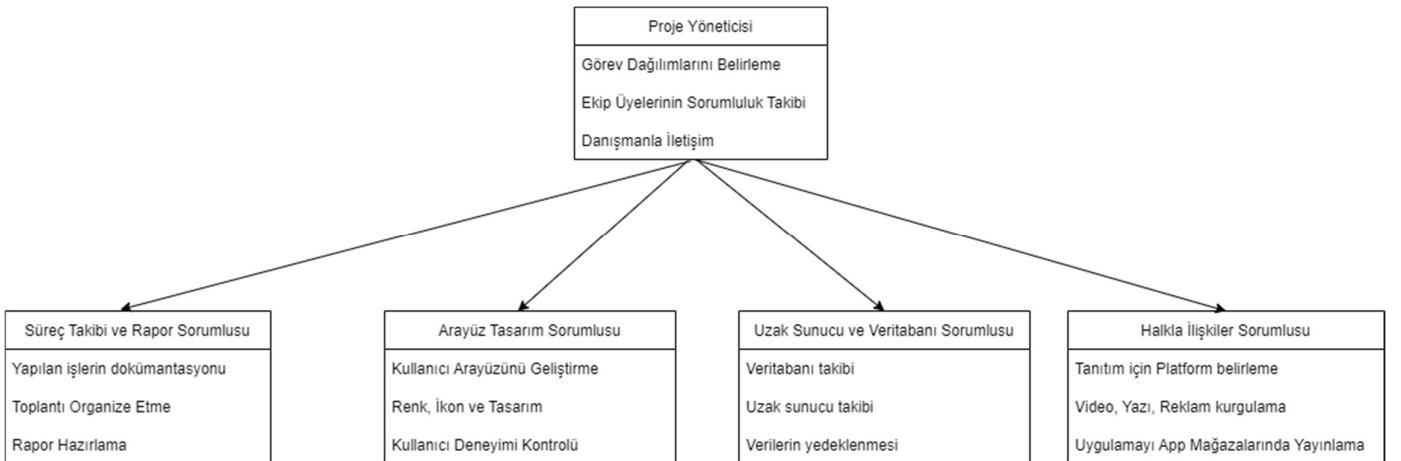 Proje Yöneticisi
Görev Dağılımlarını Belirleme
Ekip Üyelerinin Sorumluluk Takibi
Danışmanla İletişim
Süreç Takibi ve Rapor Sorumlusu
Yapılan işlerin dokümantasyonu
Toplantı Organize Etme
Rapor Hazırlama
Arayüz Tasarım Sorumlusu
Kullanıcı Arayüzünü Geliştirme
Renk, İkon ve Tasarım
Kullanıcı Deneyimi Kontrolü
Uzak Sunucu ve Veritabanı Sorumlusu
Veritabanı takibi
Uzak sunucu takibi
Verilerin yedeklenmesi
Halkla İlişkiler Sorumlusu
Tanıtım için Platform belirleme
Video, Yazı, Reklam kurgulama
Uygulamayı App Mağazalarında Yayınlama